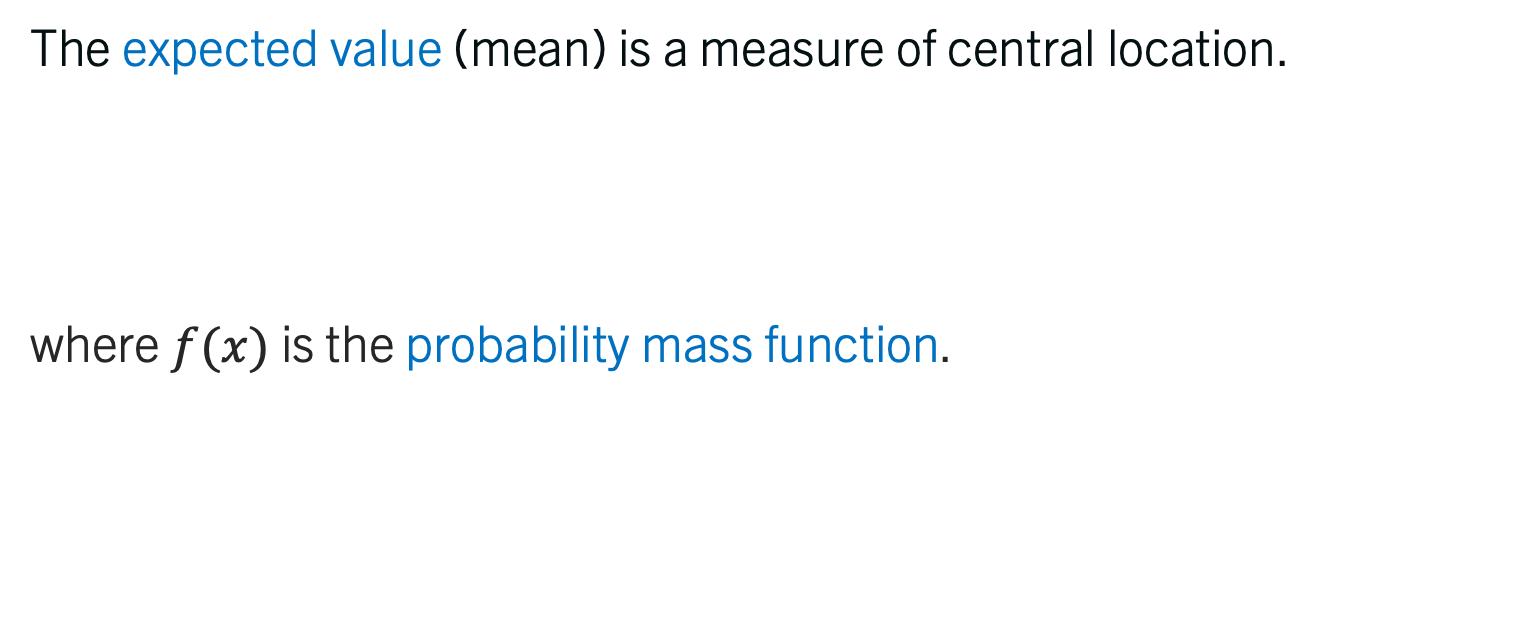 The expected value (mean) is a measure of central location.
where f(x) is the probability mass function.